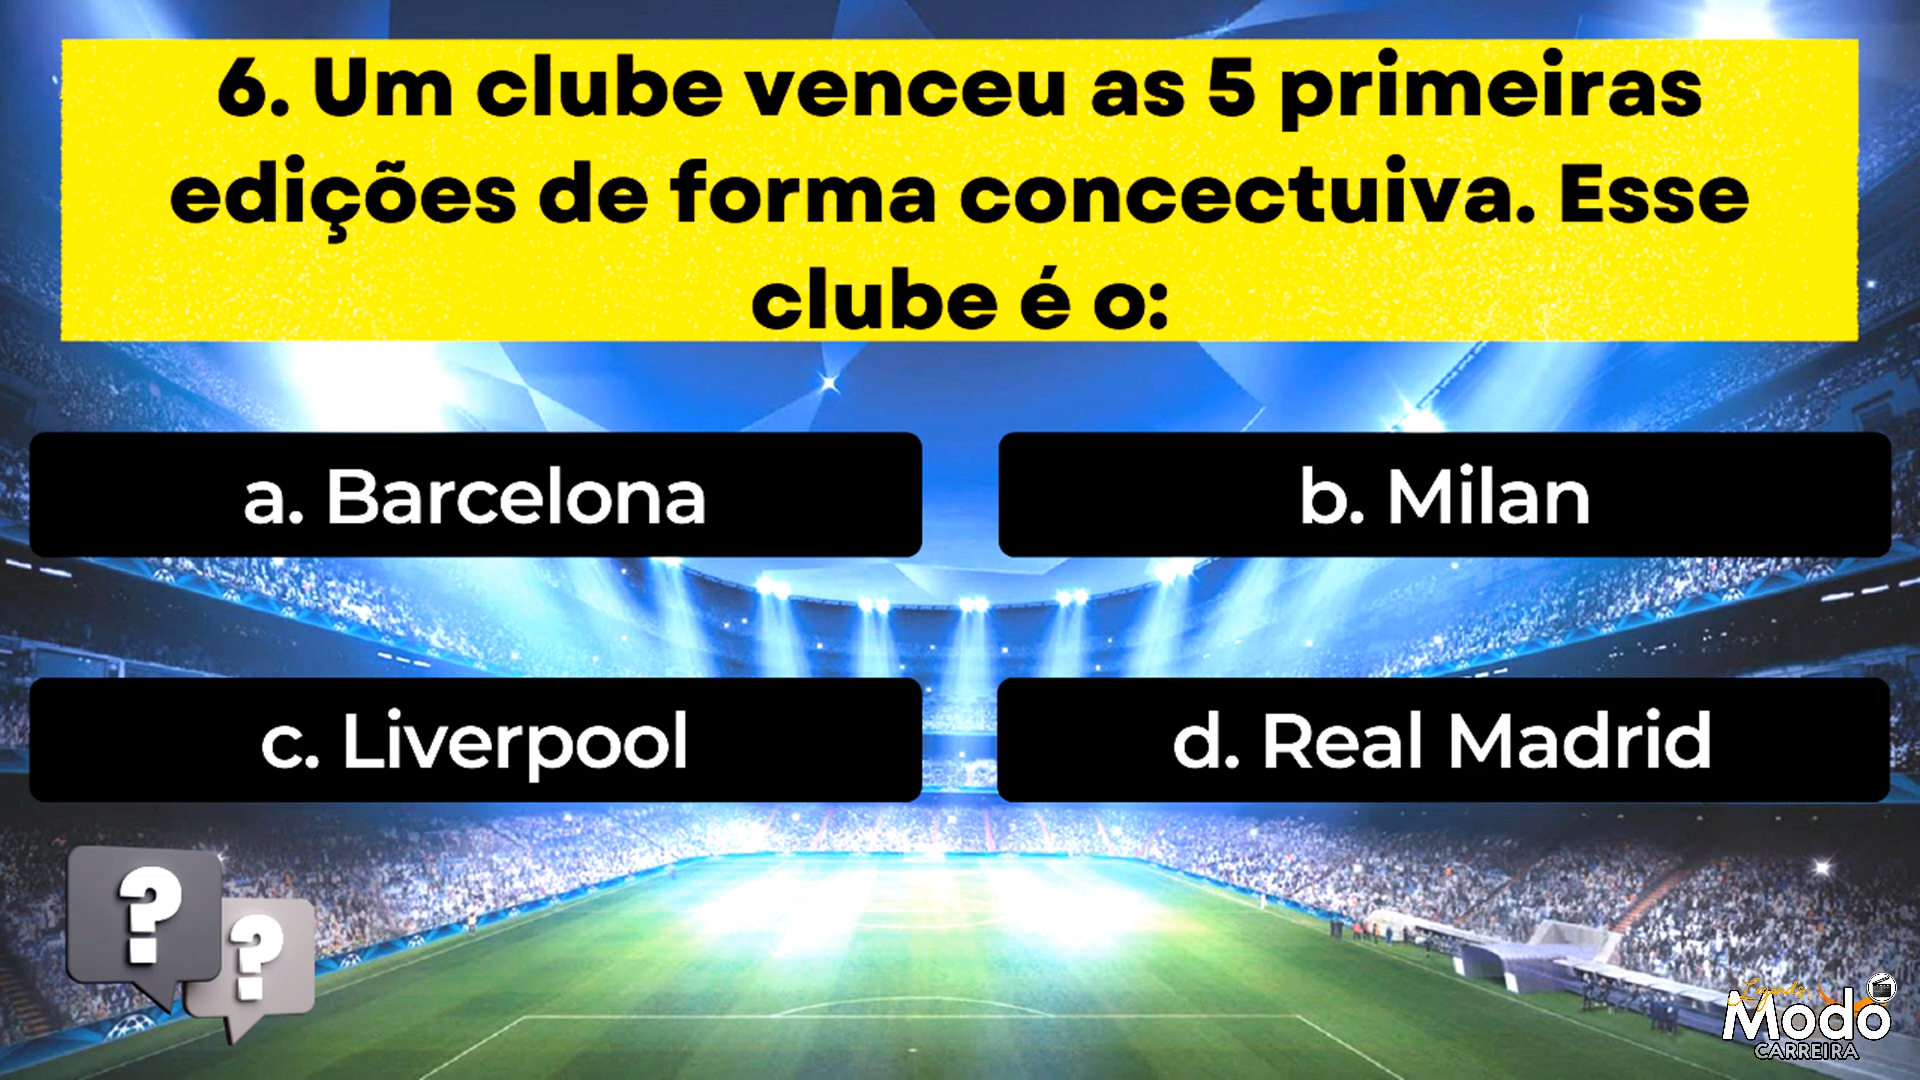 6. Um clube venceu as 5 primeiras
edições de forma concectuiva. Esse
clube é o:
a. Barcelona
b. Milan
c. Liverpool
d. Real Madrid
? ?
Legends
Modo
CARREIRA